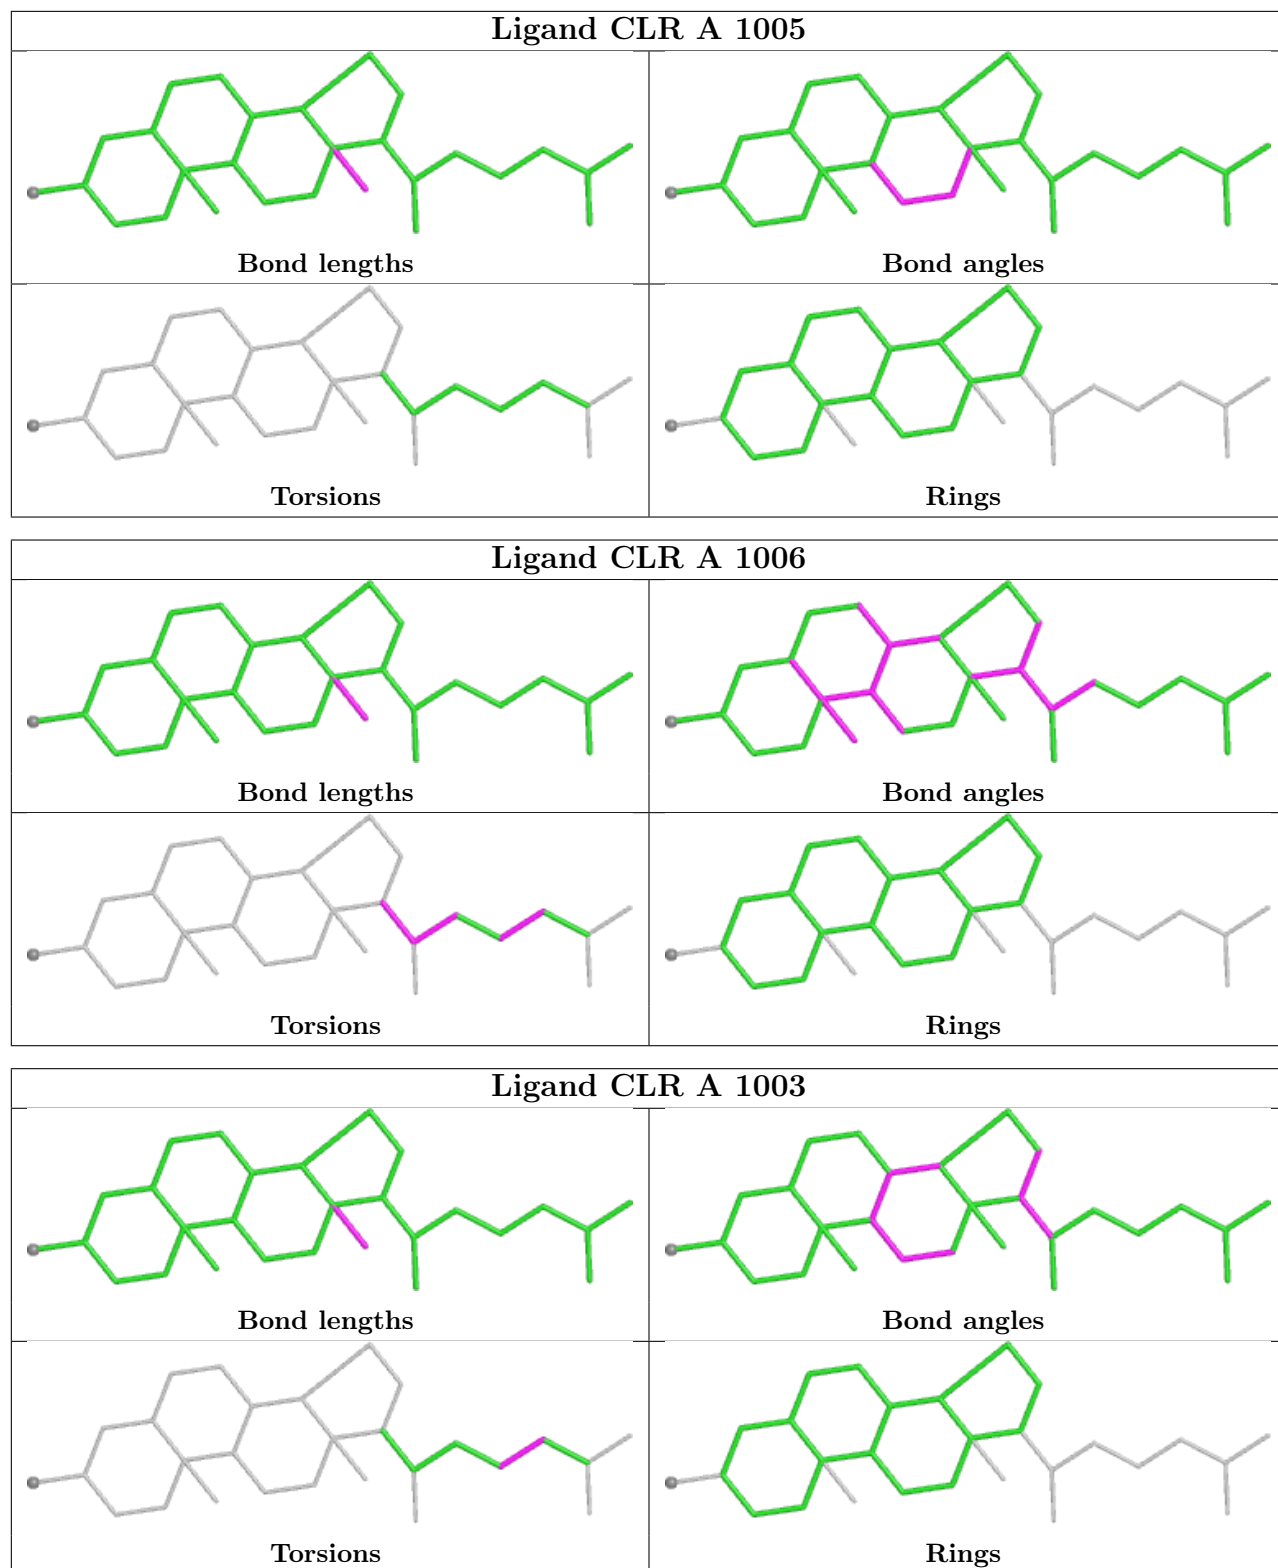 Ligand CLR A 1005
Bond lengths
Bond angles
Torsions
Rings
Ligand CLR A 1006
Bond lengths
Bond angles
Torsions
Rings
Ligand CLR A 1003
Bond lengths
Bond angles
Torsions
Rings